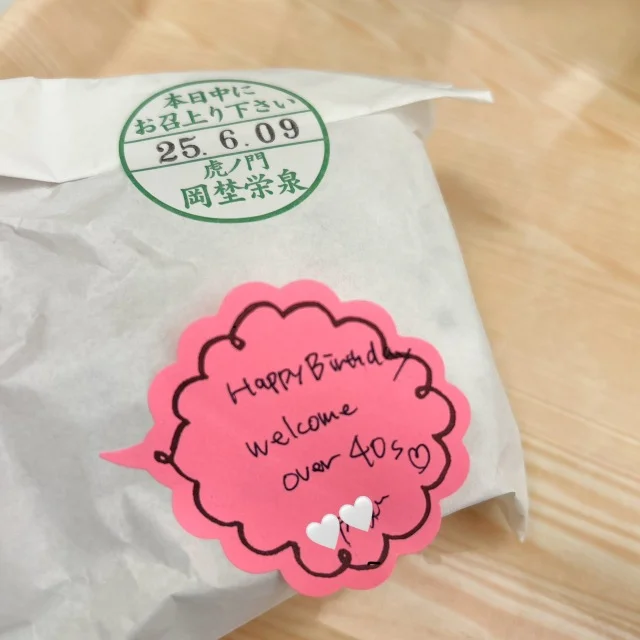 本日中に
お召上り下さい
25.6.09
虎ノ門
岡埜栄泉
Happy Birthday
welcome
over 40s♡